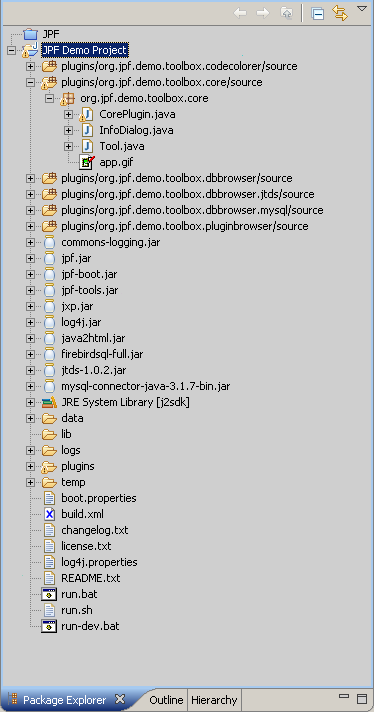 JPF
JPF Demo Project
plugins/org.jpf.demo.toolbox.codecolorer/source
plugins/org.jpf.demo.toolbox.core/source
org.jpf.demo.toolbox.core
CorePlugin.java
InfoDialog.java
Tool.java
app.gif
plugins/org.jpf.demo.toolbox.dbbrowser/source
plugins/org.jpf.demo.toolbox.dbbrowser.jtds/source
plugins/org.jpf.demo.toolbox.dbbrowser.mysql/source
plugins/org.jpf.demo.toolbox.pluginbrowser/source
commons-logging.jar
jpf.jar
jpf-boot.jar
jpf-tools.jar
jxp.jar
log4j.jar
java2html.jar
firebirdsql-full.jar
jtds-1.0.2.jar
mysql-connector-java-3.1.7-bin.jar
JRE System Library [j2sdk]
data
lib
logs
plugins
temp
boot.properties
build.xml
changelog.txt
license.txt
log4j.properties
README.txt
run.bat
run.sh
run-dev.bat
Package Explorer Outline Hierarchy